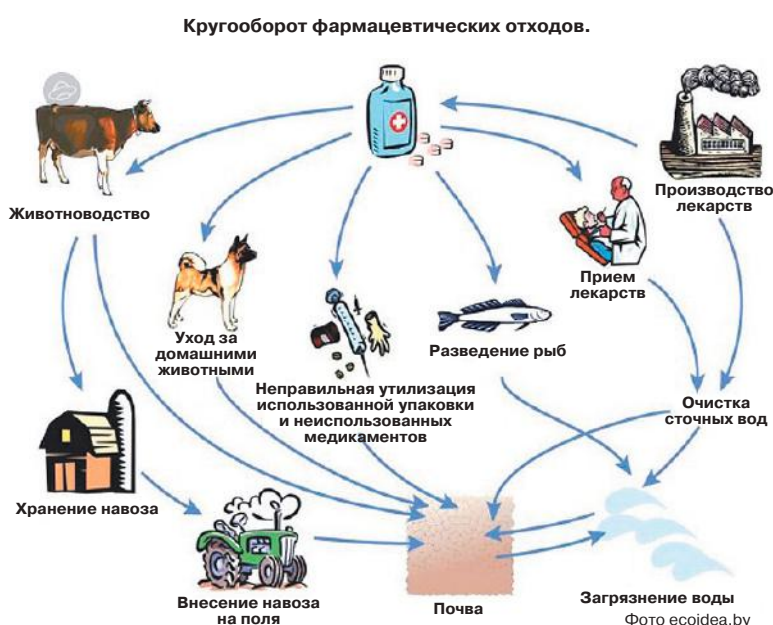 Кругооборот фармацевтических отходов.
Животноводство
Производство
лекарств
Прием
лекарств
Уход за
домашними
животными
Разведение рыб
Неправильная утилизация
использованной упаковки
и неиспользованных
медикаментов
Очистка
сточных вод
Хранение навоза
Внесение навоза
на поля
Почва
Загрязнение воды
Фото ecoidea.by